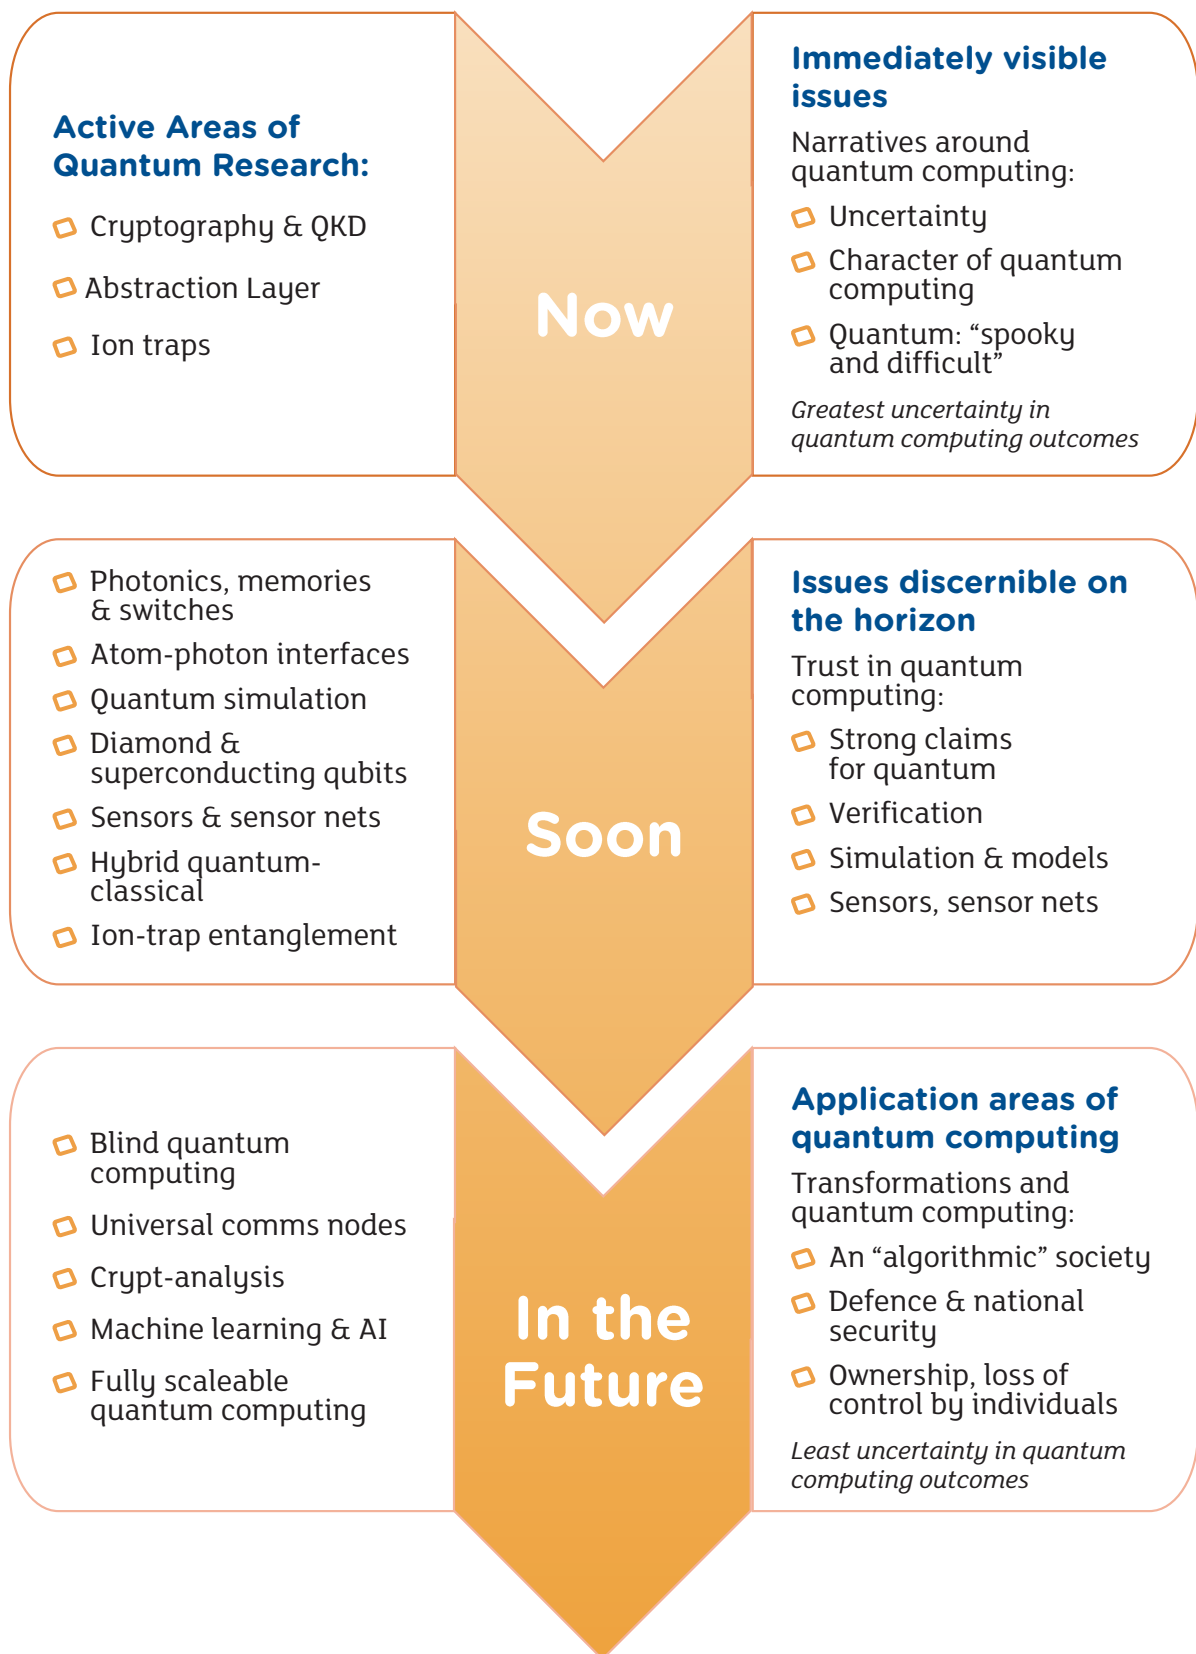 Active Areas of
Quantum Research:
Cryptography & QKD
Abstraction Layer
Ion traps
Now
Immediately visible
issues
Narratives around
quantum computing:
Uncertainty
Character of quantum
computing
Quantum: “spooky
and difficult”
Greatest uncertainty in
quantum computing outcomes
Photonics, memories
& switches
Atom-photon interfaces
Quantum simulation
Diamond &
superconducting qubits
Sensors & sensor nets
Hybrid quantum-
classical
Ion-trap entanglement
Soon
Issues discernible on
the horizon
Trust in quantum
computing:
Strong claims
for quantum
Verification
Simulation & models
Sensors, sensor nets
Blind quantum
computing
Universal comms nodes
Crypt-analysis
Machine learning & AI
Fully scaleable
quantum computing
In the
Future
Application areas of
quantum computing
Transformations and
quantum computing:
An “algorithmic” society
Defence & national
security
Ownership, loss of
control by individuals
Least uncertainty in quantum
computing outcomes